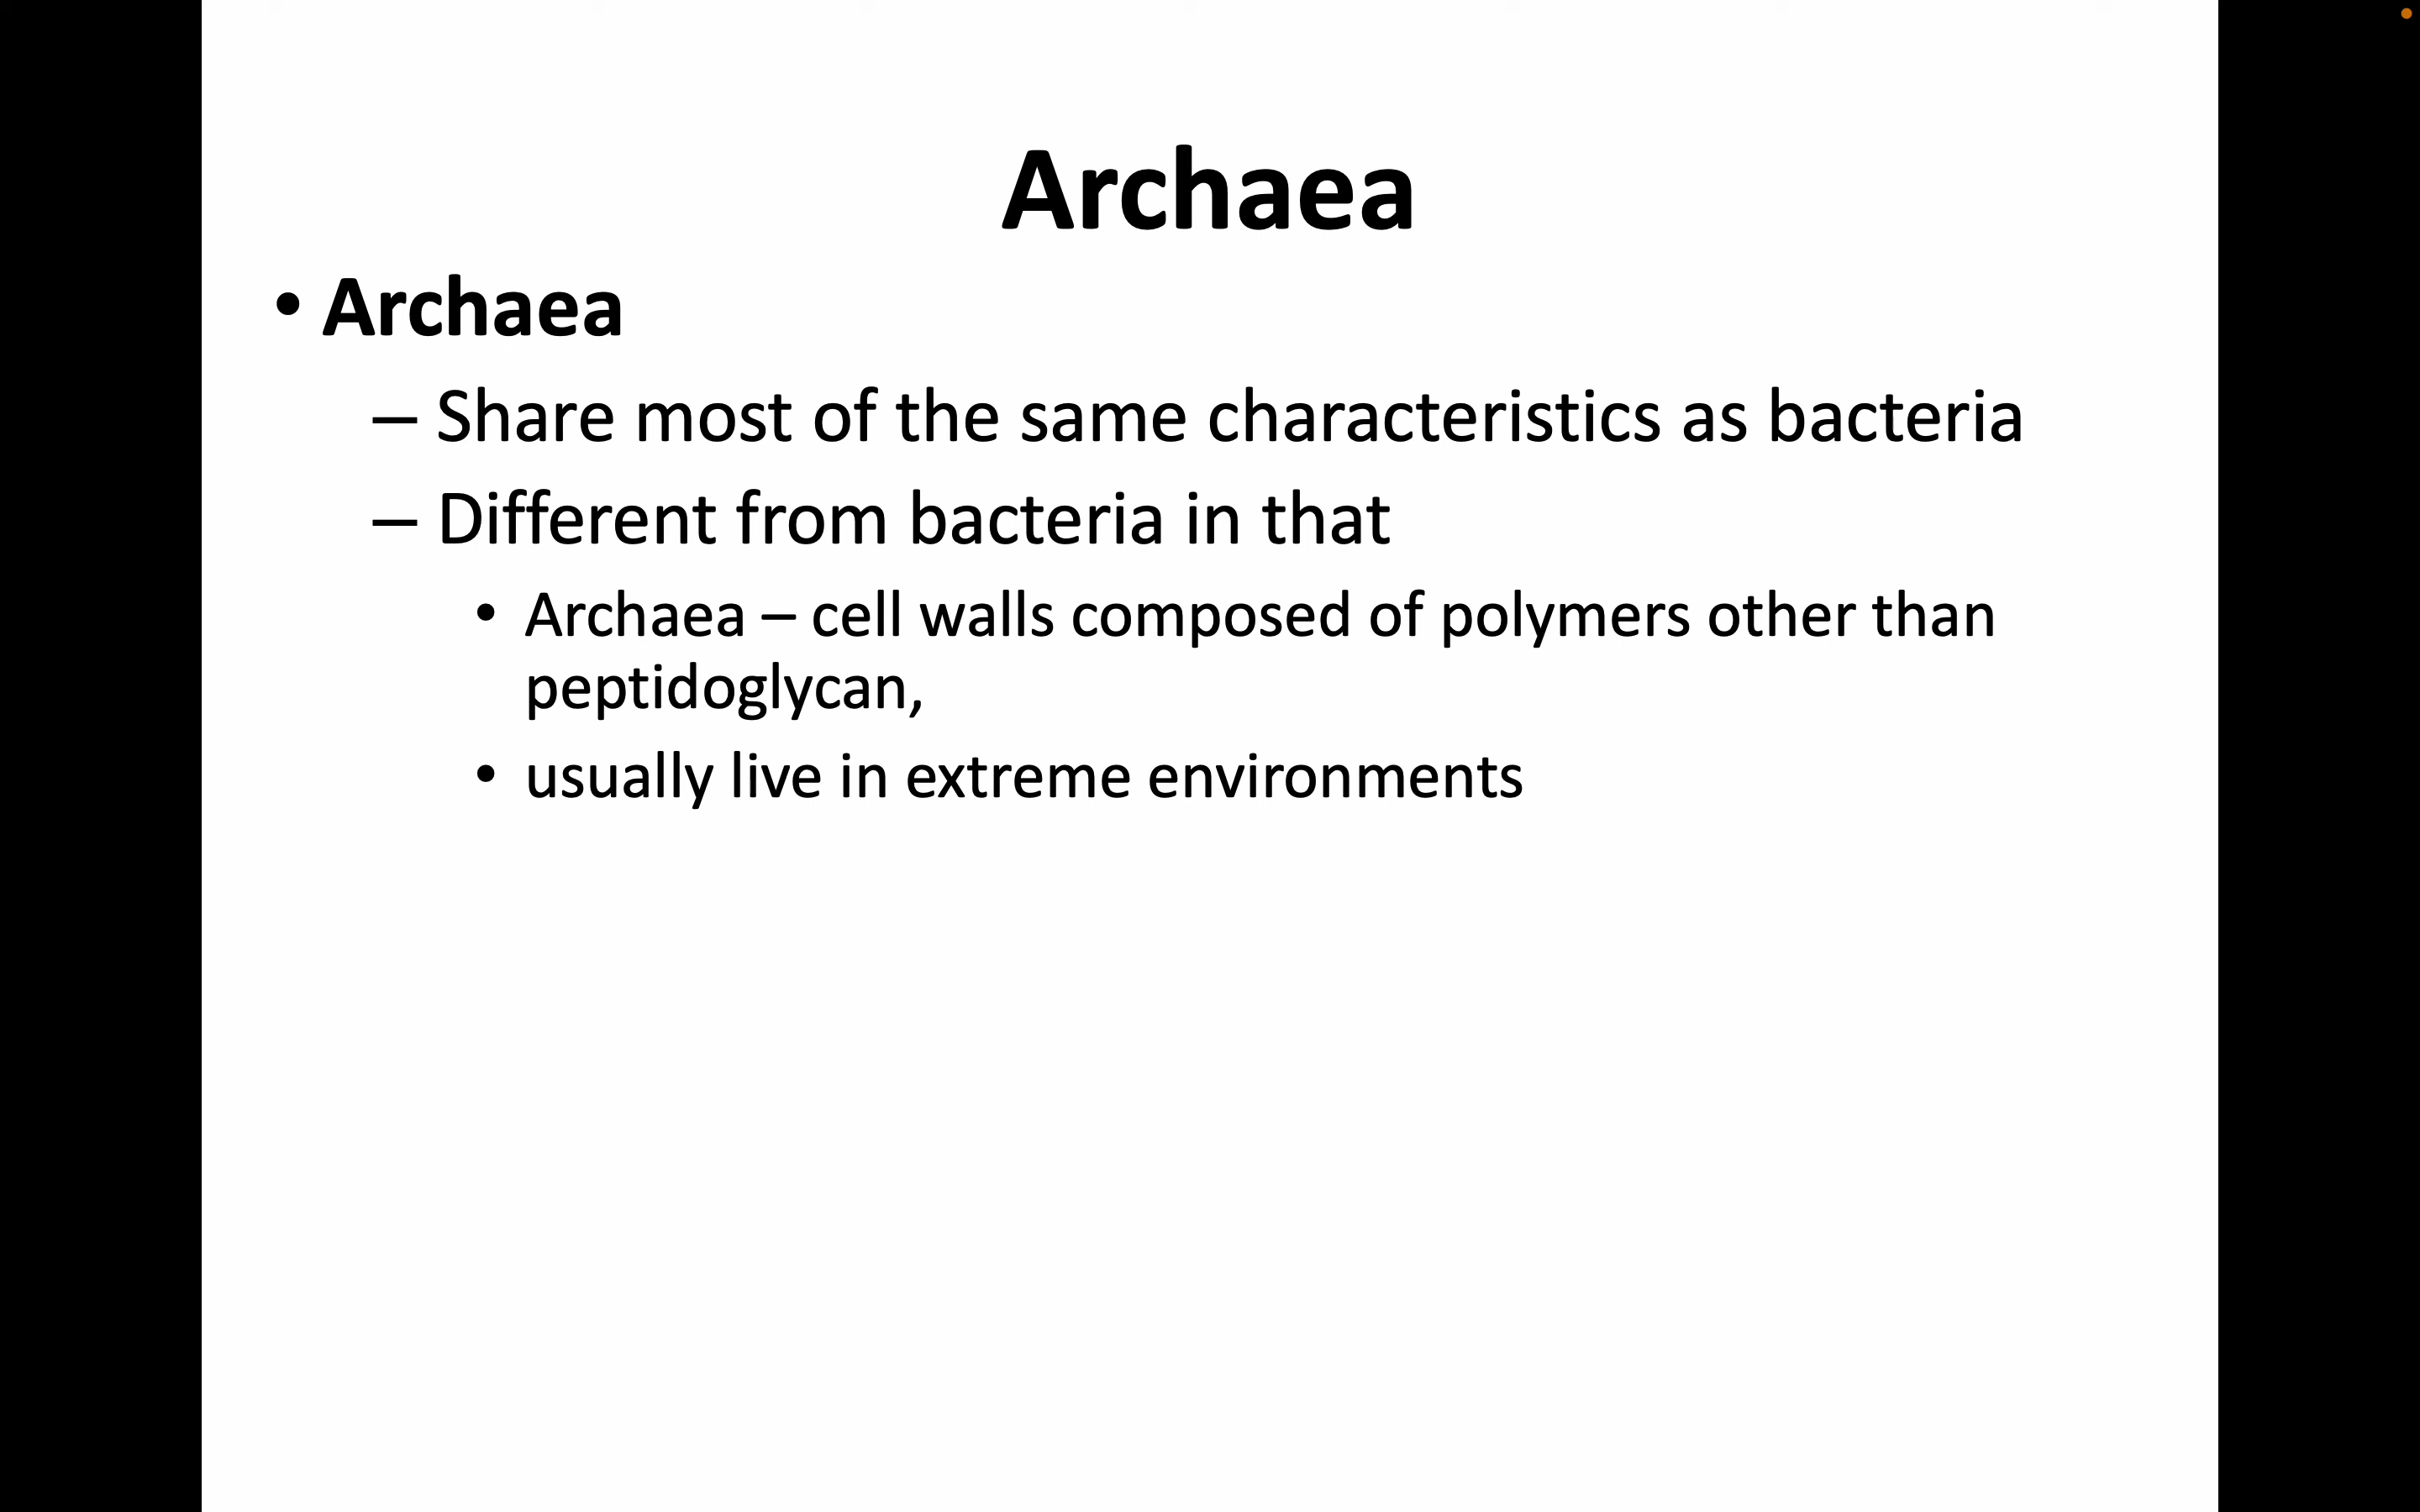 Archaea
• Archaea
– Share most of the same characteristics as bacteria
– Different from bacteria in that
• Archaea – cell walls composed of polymers other than
peptidoglycan,
• usually live in extreme environments